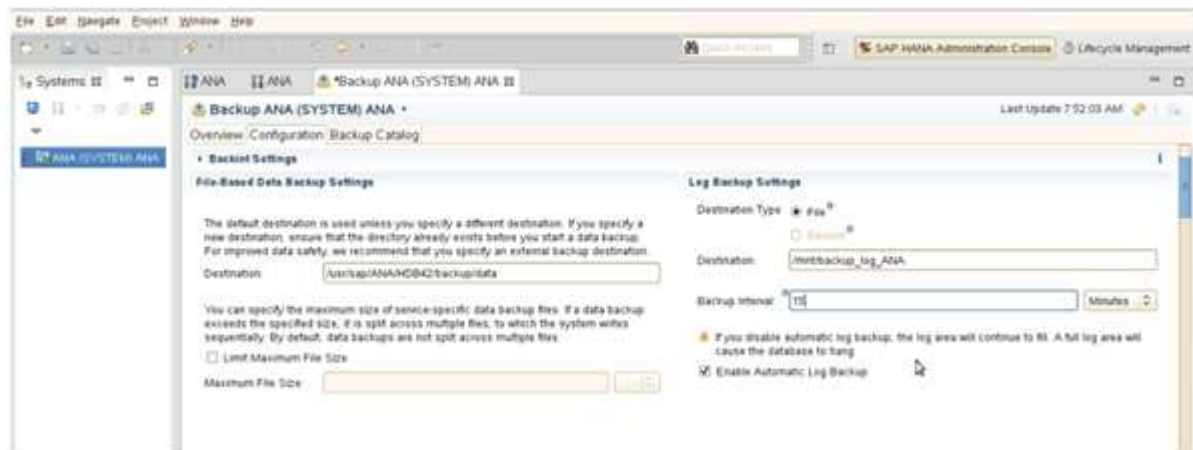 File Edit Navigate Project Window Help
Quick Access
SAP HANA Administration Console
Lifecycle Management
Systems
ANA
ANA
*Backup ANA (SYSTEM) ANA
Backup ANA (SYSTEM) ANA
Last Update 7:52:03 AM
ANA (SYSTEM) ANA
Overview Configuration Backup Catalog
Backint Settings
File-Based Data Backup Settings
The default destination is used unless you specify a different destination. If you specify a
new destination, ensure that the directory already exists before you start a data backup.
For improved data safety, we recommend that you specify an external backup destination.
Destination /usr/sap/ANA/HDB42/backup/data
You can specify the maximum size of service-specific data backup files. If a data backup
exceeds the specified size, it is split across multiple files, to which the system writes
sequentially. By default, data backups are not split across multiple files.
Limit Maximum File Size
Maximum File Size
Log Backup Settings
Destination Type File
Backint
Destination /mnt/backup_log_ANA
Backup Interval 15 Minutes
If you disable automatic log backup, the log area will continue to fill. A full log area will
cause the database to hang
Enable Automatic Log Backup